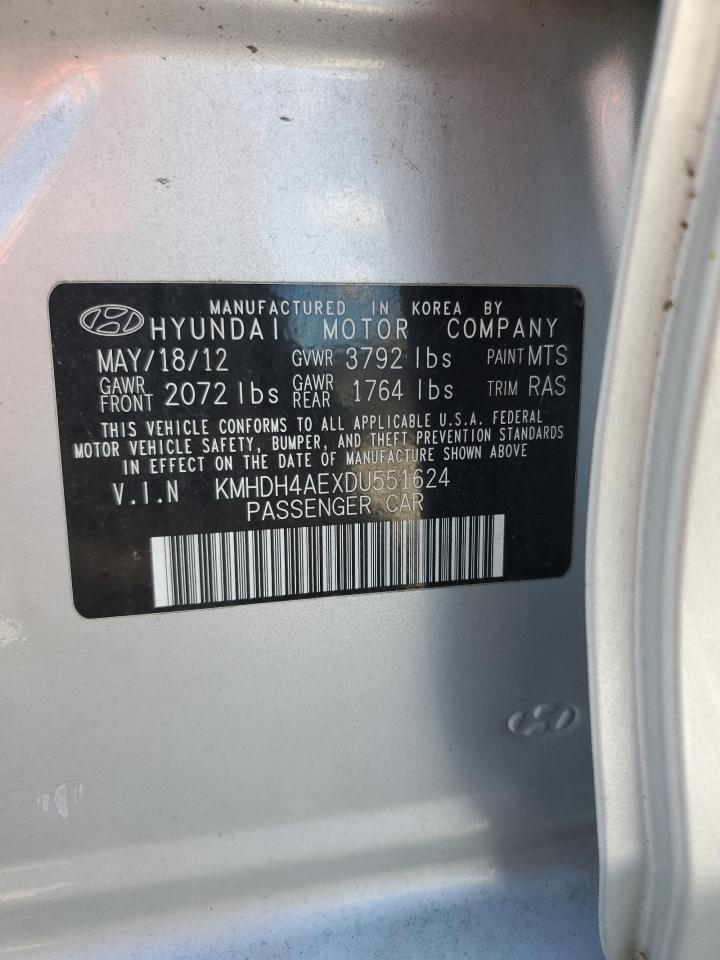 MANUFACTURED IN KOREA BY
HYUNDAI MOTOR COMPANY
MAY/18/12 GVWR 3792 lbs PAINT MTS
GAWR FRONT 2072 lbs GAWR REAR 1764 lbs TRIM RAS
THIS VEHICLE CONFORMS TO ALL APPLICABLE U.S.A. FEDERAL
MOTOR VEHICLE SAFETY, BUMPER, AND THEFT PREVENTION STANDARDS
IN EFFECT ON THE DATE OF MANUFACTURE SHOWN ABOVE.
V.I.N KMHDH4AEXDU551624
PASSENGER CAR